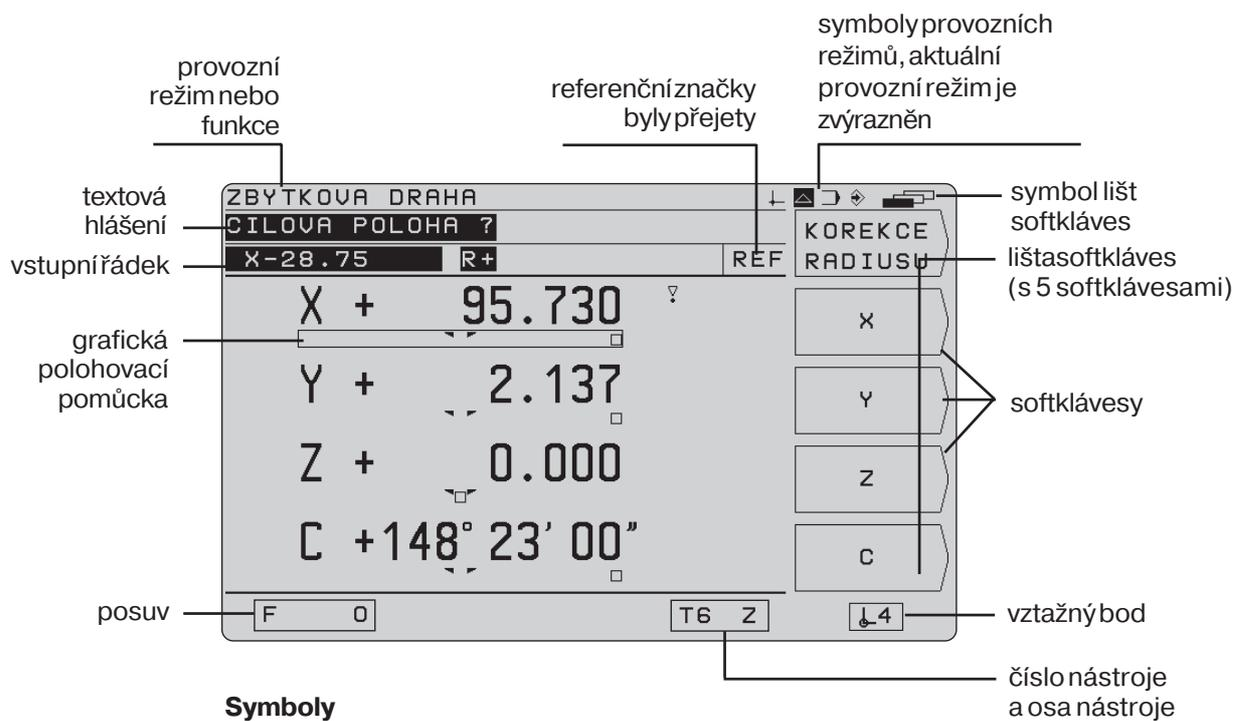 symboly provozních
režimů, aktuální
provozní režim je
zvýrazněn
provozní
režim nebo
funkce
referenční značky
byly přejety
textová
hlášení
ZBYTKOVA DRAHA
symbol lišt
softkláves
CILOVA POLOHA ?
KOREKCE
RADIUSU
vstupní řádek
X-28.75 R+ REF
lišta softkláves
(s 5 softklávesami)
X + 95.730
X
grafická
polohovací
pomůcka
Y + 2.137
Y
softklávesy
Z + 0.000
Z
C +148° 23' 00"
C
posuv
F 0
T6 Z
4
vztažný bod
číslo nástroje
a osa nástroje
Symboly